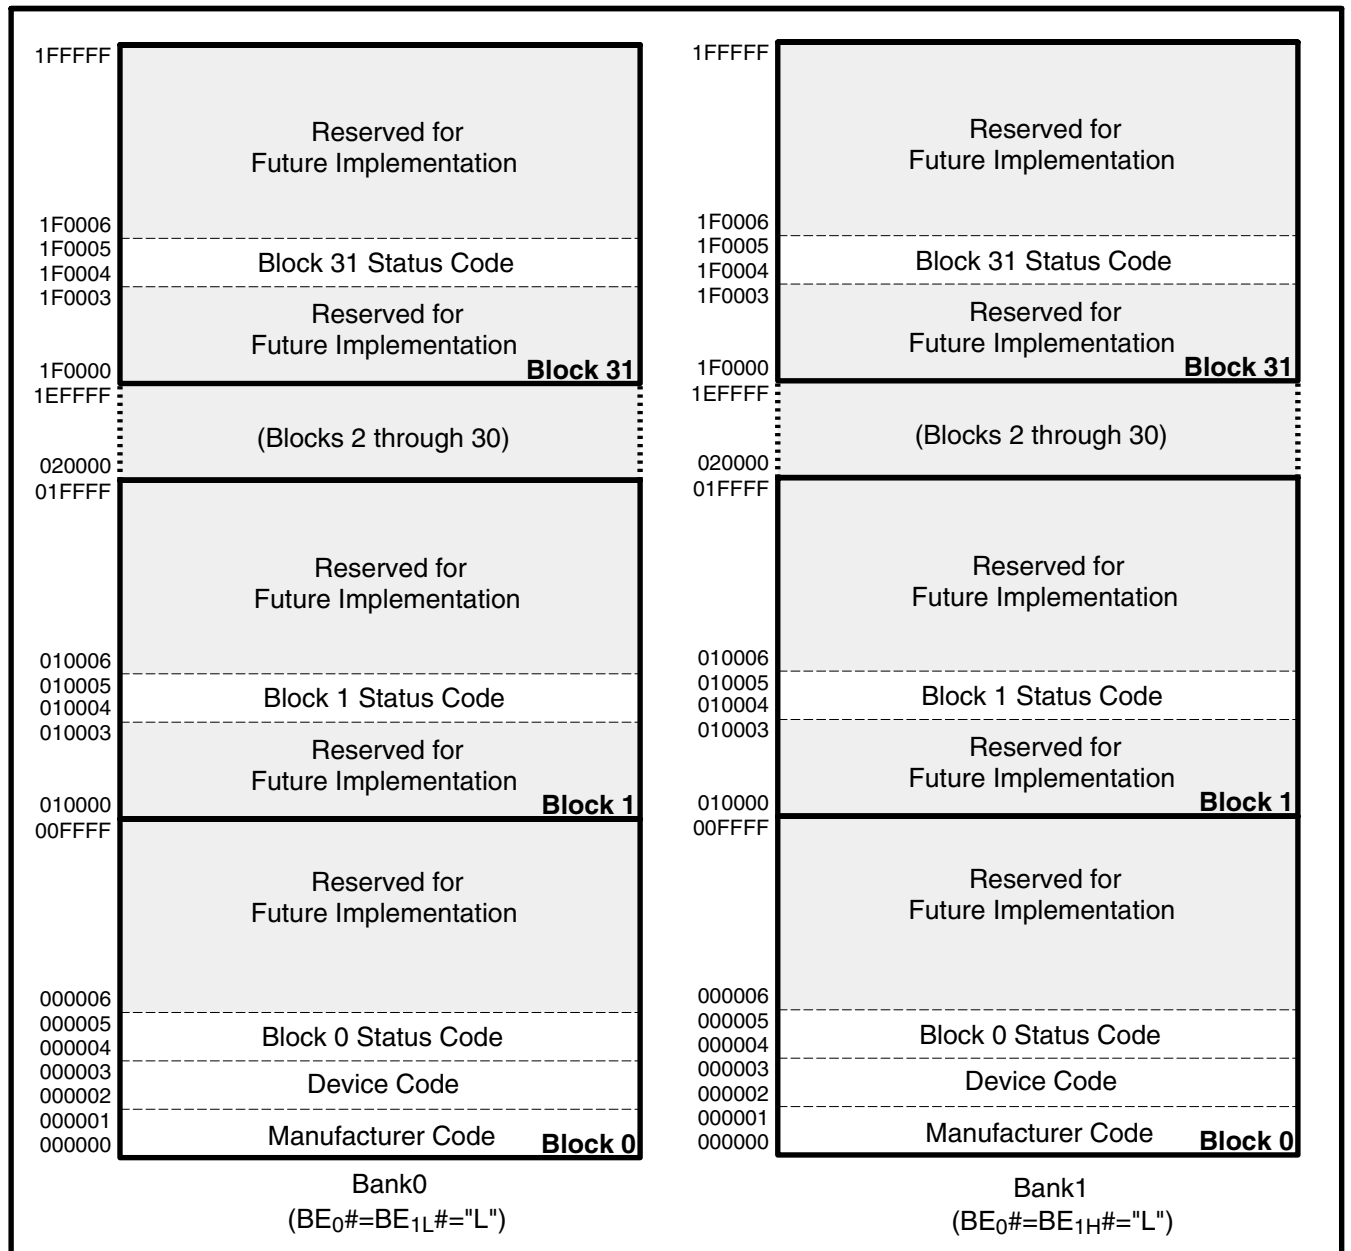 1FFFFF
Reserved for
Future Implementation
1F0006
1F0005
Block 31 Status Code
1F0004
1F0003
Reserved for
Future Implementation
1F0000
Block 31
1EFFFF
(Blocks 2 through 30)
020000
01FFFF
Reserved for
Future Implementation
010006
010005
Block 1 Status Code
010004
010003
Reserved for
Future Implementation
010000
Block 1
00FFFF
Reserved for
Future Implementation
000006
000005
Block 0 Status Code
000004
000003
Device Code
000002
000001
Manufacturer Code
Block 0
000000
Bank0
(BE0#=BE1L#="L")
1FFFFF
Reserved for
Future Implementation
1F0006
1F0005
Block 31 Status Code
1F0004
1F0003
Reserved for
Future Implementation
1F0000
Block 31
1EFFFF
(Blocks 2 through 30)
020000
01FFFF
Reserved for
Future Implementation
010006
010005
Block 1 Status Code
010004
010003
Reserved for
Future Implementation
010000
Block 1
00FFFF
Reserved for
Future Implementation
000006
000005
Block 0 Status Code
000004
000003
Device Code
000002
000001
Manufacturer Code
Block 0
000000
Bank1
(BE0#=BE1H#="L")